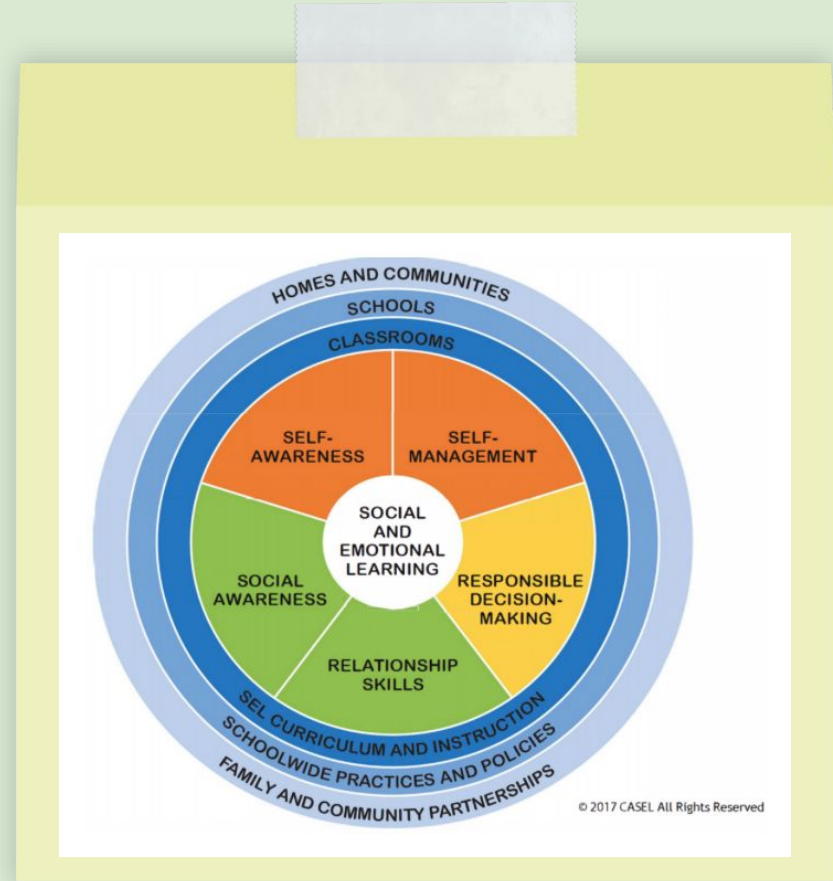 HOMES AND COMMUNITIES
SCHOOLS
CLASSROOMS
SELF-
AWARENESS
SELF-
MANAGEMENT
SOCIAL
AND
EMOTIONAL
LEARNING
SOCIAL
AWARENESS
RESPONSIBLE
DECISION-
MAKING
RELATIONSHIP
SKILLS
SEL CURRICULUM AND INSTRUCTION
SCHOOLWIDE PRACTICES AND POLICIES
FAMILY AND COMMUNITY PARTNERSHIPS
© 2017 CASEL All Rights Reserved